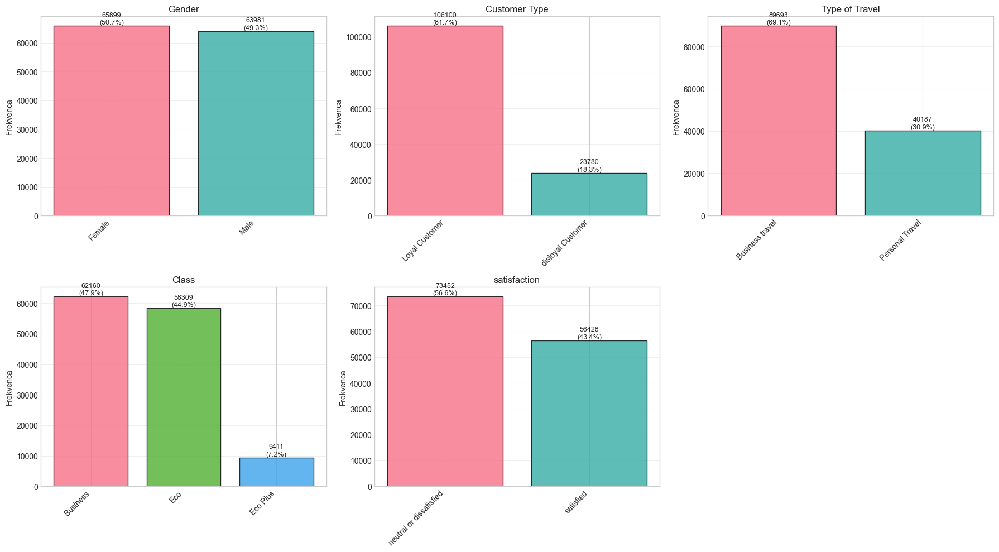 Gender
65899
(50.7%)
63981
(49.3%)
Frekvenca
60000
50000
40000
30000
20000
10000
0
Female
Male
Customer Type
106100
(81.7%)
23780
(18.3%)
Frekvenca
100000
80000
60000
40000
20000
0
Loyal Customer
disloyal Customer
Type of Travel
89693
(69.1%)
40187
(30.9%)
Frekvenca
80000
60000
40000
20000
0
Business travel
Personal Travel
Class
62160
(47.9%)
58309
(44.9%)
9411
(7.2%)
Frekvenca
60000
50000
40000
30000
20000
10000
0
Business
Eco
Eco Plus
satisfaction
73452
(56.6%)
56428
(43.4%)
Frekvenca
70000
60000
50000
40000
30000
20000
10000
0
neutral or dissatisfied
satisfied